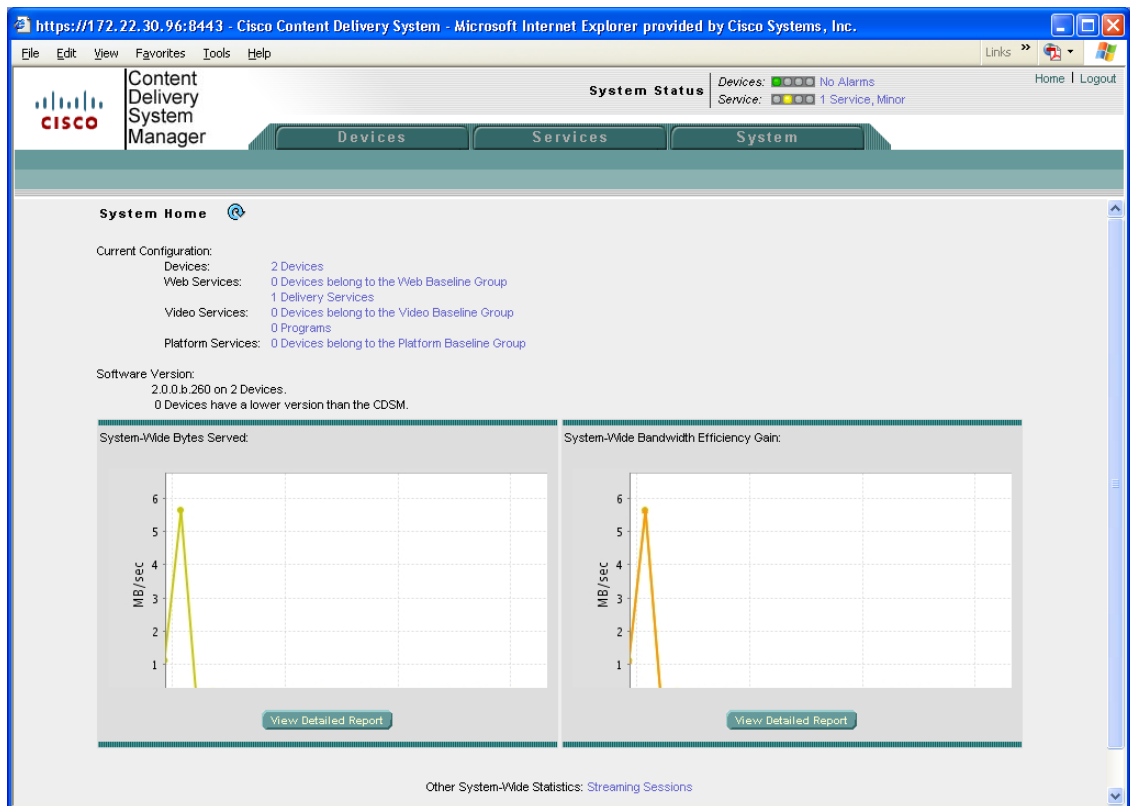 https://172.22.30.96:8443 - Cisco Content Delivery System - Microsoft Internet Explorer provided by Cisco Systems, Inc.
File Edit View Favorites Tools Help
Links »
CISCO
Content
Delivery
System
Manager
System Status
Devices: No Alarms
Service: 1 Service, Minor
Home | Logout
Devices Services System
System Home
Current Configuration:
Devices: 2 Devices
Web Services: 0 Devices belong to the Web Baseline Group
1 Delivery Services
Video Services: 0 Devices belong to the Video Baseline Group
0 Programs
Platform Services: 0 Devices belong to the Platform Baseline Group
Software Version:
2.0.0.b.260 on 2 Devices.
0 Devices have a lower version than the CDSM.
System-Wide Bytes Served:
6
5
4
3
2
1
MB/sec
View Detailed Report
System-Wide Bandwidth Efficiency Gain:
6
5
4
3
2
1
MB/sec
View Detailed Report
Other System-Wide Statistics: Streaming Sessions